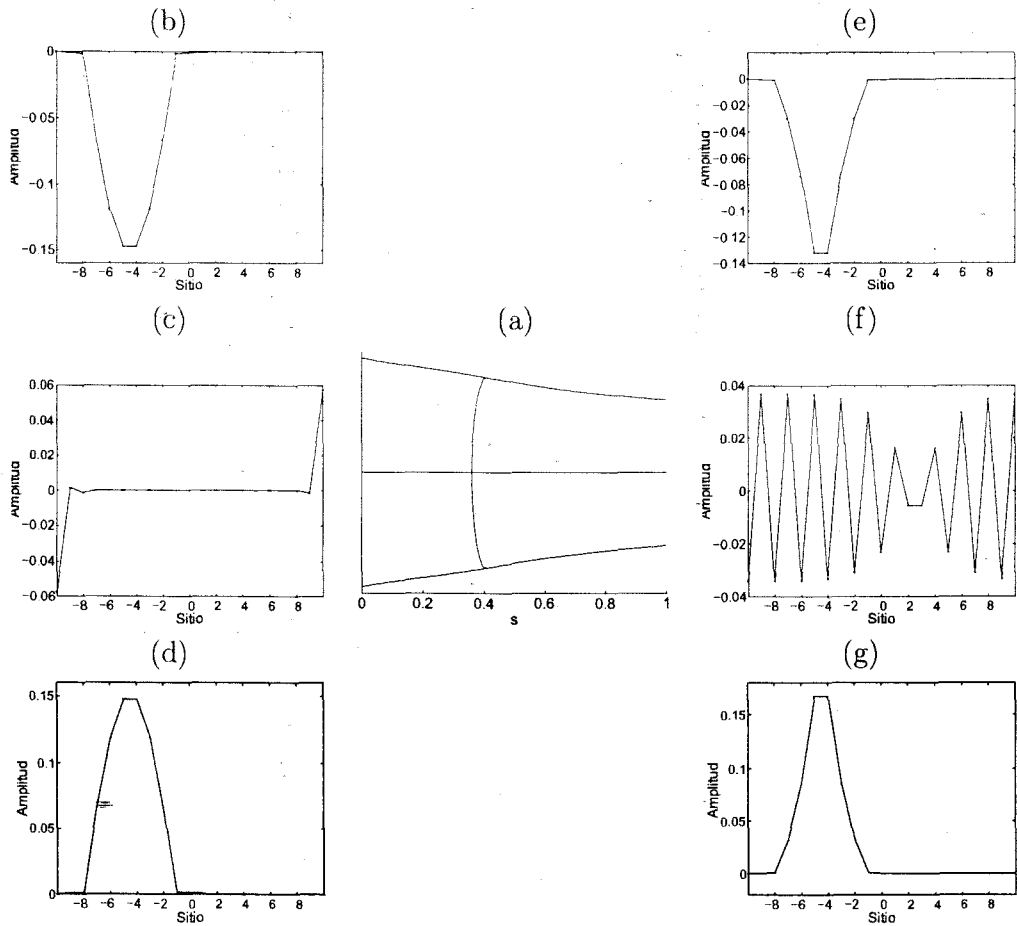 (b)
0
−0.05
−0.1
−0.15
Amplitud
−8 −6 −4 −2 0 2 4 6 8
Sitio
(e)
0
−0.02
−0.04
−0.06
−0.08
−0.1
−0.12
−0.14
Amplitud
−8 −6 −4 −2 0 2 4 6 8
Sitio
(c)
0.06
0.04
0.02
0
−0.02
−0.04
−0.06
Amplitud
−8 −6 −4 −2 0 2 4 6 8
Sitio
(a)
0 0.2 0.4 0.6 0.8 1
s
(f)
0.04
0.02
0
−0.02
−0.04
Amplitud
−8 −6 −4 −2 0 2 4 6 8
Sitio
(d)
0.15
0.1
0.05
0
Amplitud
−8 −6 −4 −2 0 2 4 6 8
Sitio
(g)
0.15
0.1
0.05
0
Amplitud
−8 −6 −4 −2 0 2 4 6 8
Sitio